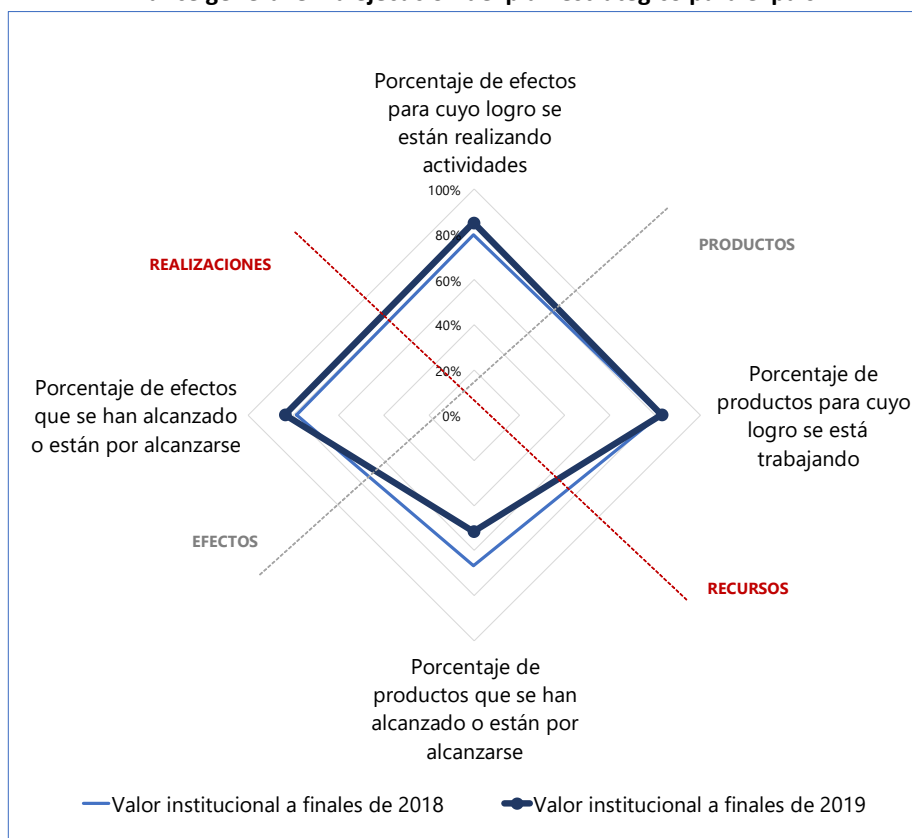 Porcentaje de efectos
para cuyo logro se
están realizando
actividades
100%
80%
60%
40%
20%
0%
REALIZACIONES
PRODUCTOS
Porcentaje de efectos
que se han alcanzado
o están por alcanzarse
Porcentaje de
productos para cuyo
logro se está
trabajando
EFECTOS
RECURSOS
Porcentaje de
productos que se han
alcanzado o están por
alcanzarse
Valor institucional a finales de 2018
Valor institucional a finales de 2019